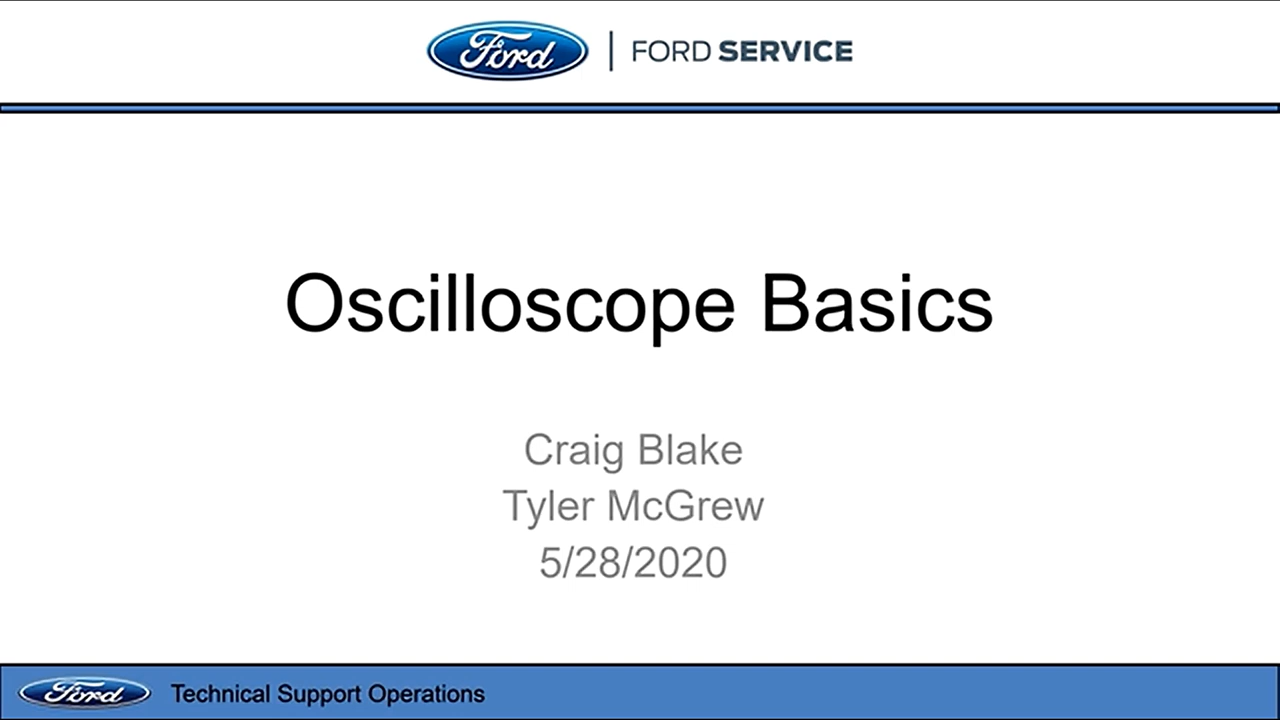 Ford | FORD SERVICE
Oscilloscope Basics
Craig Blake
Tyler McGrew
5/28/2020
Ford Technical Support Operations